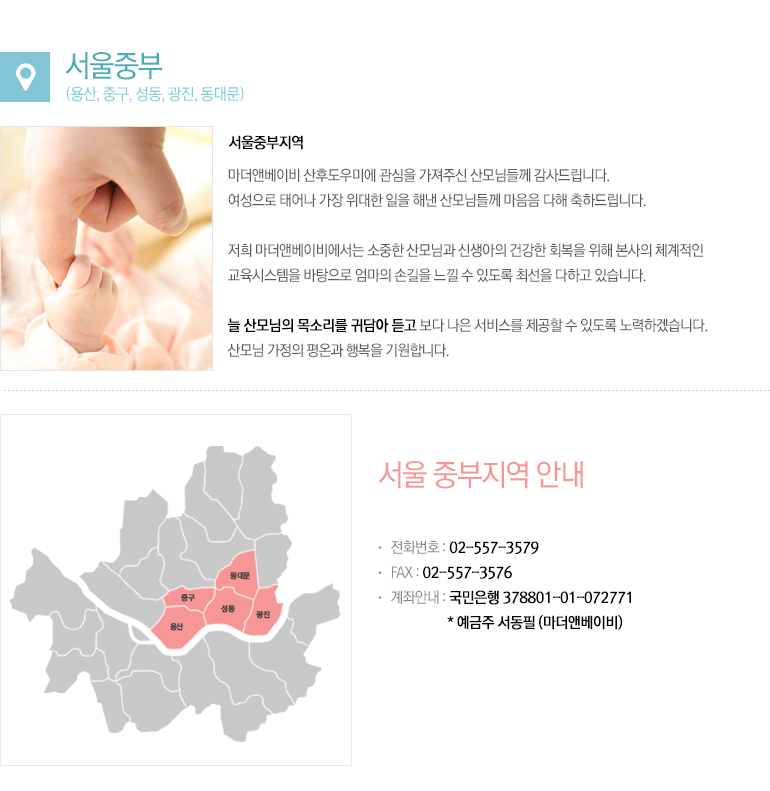 서울중부
(용산, 중구, 성동, 광진, 동대문)
서울중부지역
마더앤베이비 산후도우미에 관심을 가져주신 산모님들께 감사드립니다.
여성으로 태어나 가장 위대한 일을 해낸 산모님들께 마음음 다해 축하드립니다.
저희 마더앤베이비에서는 소중한 산모님과 신생아의 건강한 회복을 위해 본사의 체계적인
교육시스템을 바탕으로 엄마의 손길을 느낄 수 있도록 최선을 다하고 있습니다.
늘 산모님의 목소리를 귀담아 듣고 보다 나은 서비스를 제공할 수 있도록 노력하겠습니다.
산모님 가정의 평온과 행복을 기원합니다.
서울 중부지역 안내
· 전화번호 : 02-557-3579
· FAX : 02-557-3576
· 계좌안내 : 국민은행 378801-01-072771
* 예금주 서동필 (마더앤베이비)
동대문
중구
성동
광진
용산